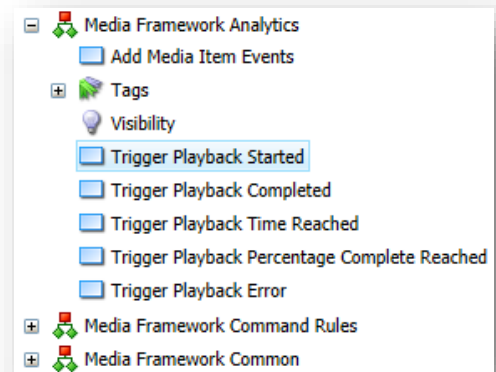 Media Framework Analytics
Add Media Item Events
Tags
Visibility
Trigger Playback Started
Trigger Playback Completed
Trigger Playback Time Reached
Trigger Playback Percentage Complete Reached
Trigger Playback Error
Media Framework Command Rules
Media Framework Common